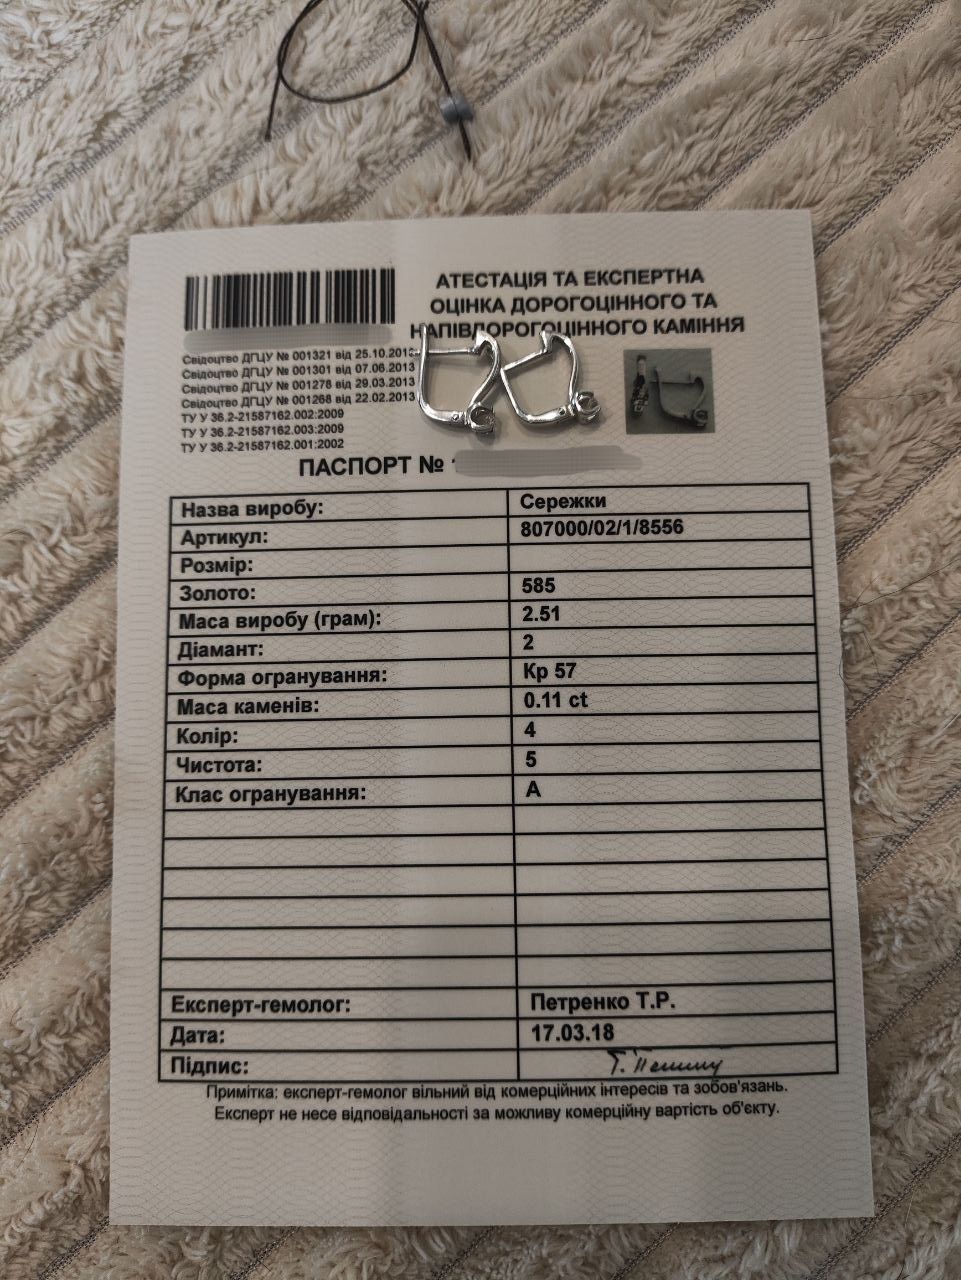 АТЕСТАЦІЯ ТА ЕКСПЕРТНА
ОЦІНКА ДОРОГОЦІННОГО ТА
НАПІВДОРОГОЦІННОГО КАМІННЯ
Свідоцтво ДГЦУ № 001321 від 25.10.2013
Свідоцтво ДГЦУ № 001301 від 07.06.2013
Свідоцтво ДГЦУ № 001278 від 29.03.2013
Свідоцтво ДГЦУ № 001268 від 22.02.2013
ТУ У 36.2-21587162.002:2009
ТУ У 36.2-21587162.003:2009
ТУ У 36.2-21587162.001:2002
ПАСПОРТ №
Назва виробу: Сережки
Артикул: 807000/02/1/8556
Розмір:
Золото: 585
Маса виробу (грам): 2.51
Діамант: 2
Форма огранування: Кр 57
Маса каменів: 0.11 ct
Колір: 4
Чистота: 5
Клас огранування: А
Експерт-гемолог: Петренко Т.Р.
Дата: 17.03.18
Підпис:
Примітка: експерт-гемолог вільний від комерційних інтересів та зобов'язань.
Експерт не несе відповідальності за можливу комерційну вартість об'єкту.